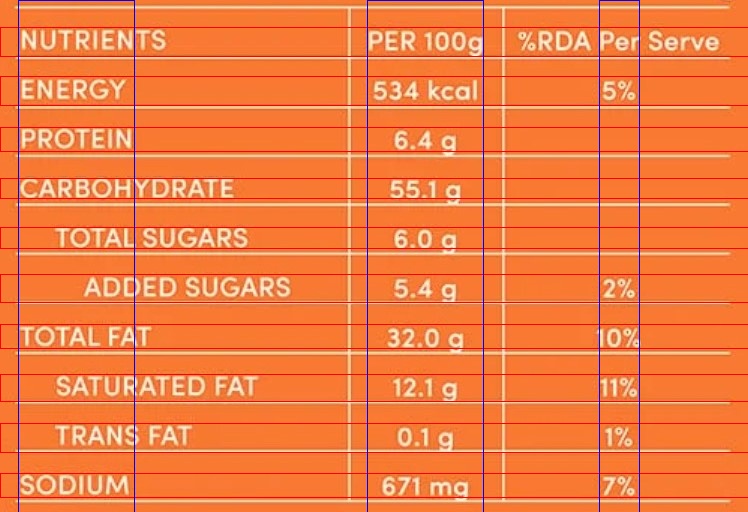 NUTRIENTS PER 100g %RDA Per Serve
ENERGY 534 kcal 5%
PROTEIN 6.4 g
CARBOHYDRATE 55.1 g
TOTAL SUGARS 6.0 g
ADDED SUGARS 5.4 g 2%
TOTAL FAT 32.0 g 10%
SATURATED FAT 12.1 g 11%
TRANS FAT 0.1 g 1%
SODIUM 671 mg 7%